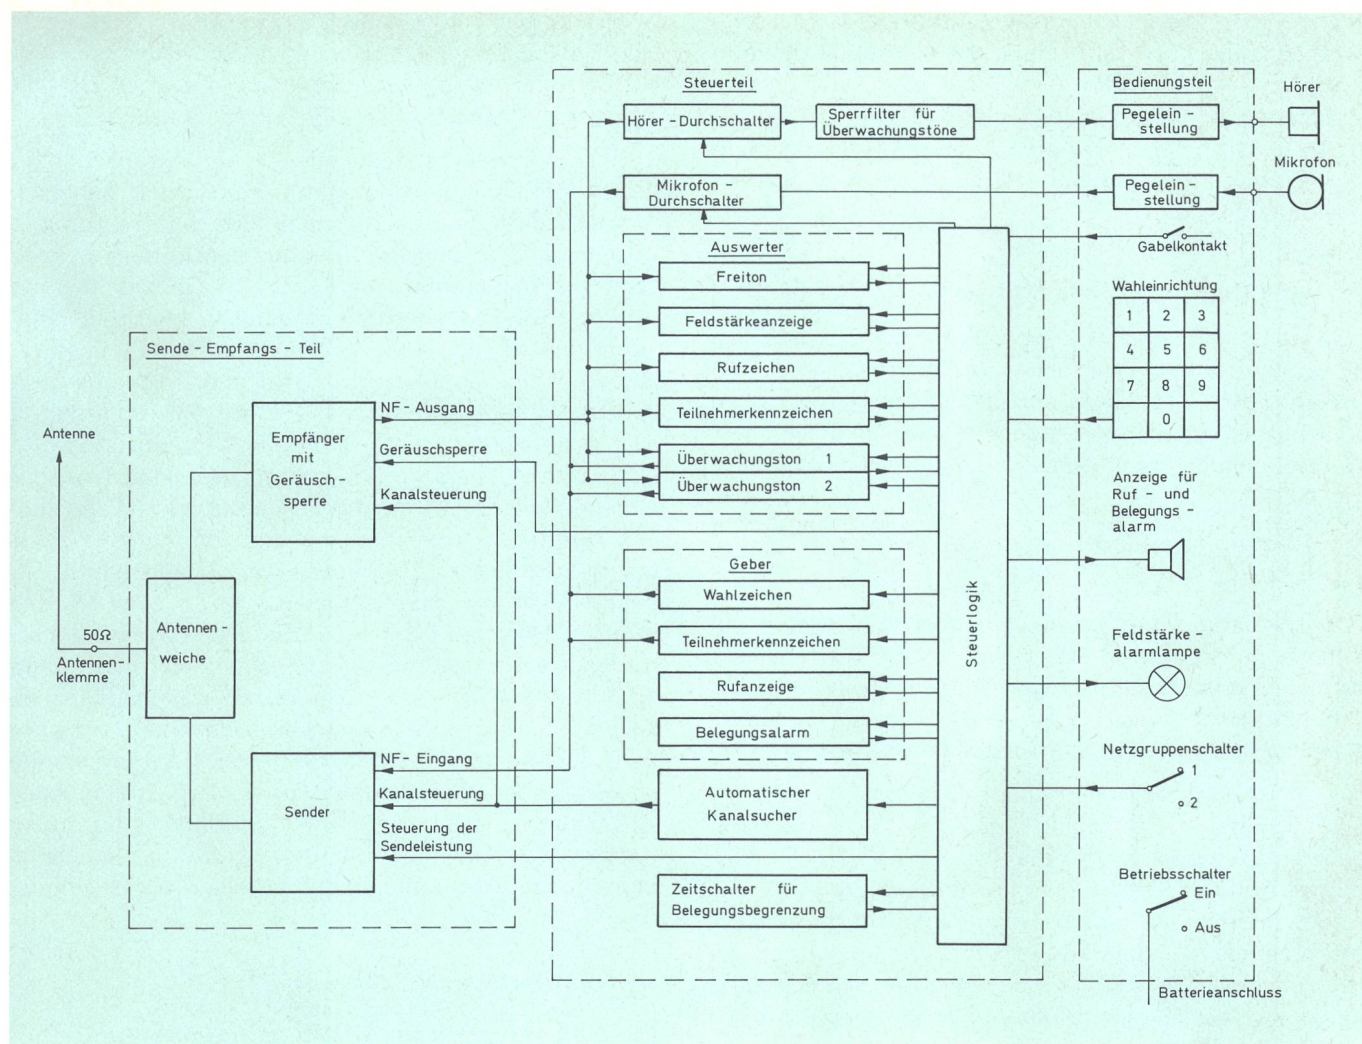 Steuerteil
Hörer - Durchschalter
Sperrfilter für
Überwachungstöne
Mikrofon -
Durchschalter
Auswerter
Freiton
Feldstärkeanzeige
Rufzeichen
Teilnehmerkennzeichen
Überwachungston 1
Überwachungston 2
Geber
Wahlzeichen
Teilnehmerkennzeichen
Rufanzeige
Belegungsalarm
Automatischer
Kanalsucher
Zeitschalter für
Belegungsbegrenzung
Steuerlogik
Sende - Empfangs - Teil
Empfänger
mit
Geräusch -
sperre
NF - Ausgang
Geräuschsperre
Kanalsteuerung
Antenne
50Ω
Antennen-
klemme
Antennen -
weiche
Sender
NF - Eingang
Kanalsteuerung
Steuerung der
Sendeleistung
Bedienungsteil
Pegelein -
stellung
Hörer
Pegelein -
stellung
Mikrofon
Gabelkontakt
Wahleinrichtung
1 2 3
4 5 6
7 8 9
0
Anzeige für
Ruf - und
Belegungs -
alarm
Feldstärke -
alarmlampe
Netzgruppenschalter
1
2
Betriebsschalter
Ein
Aus
Batterieanschluss